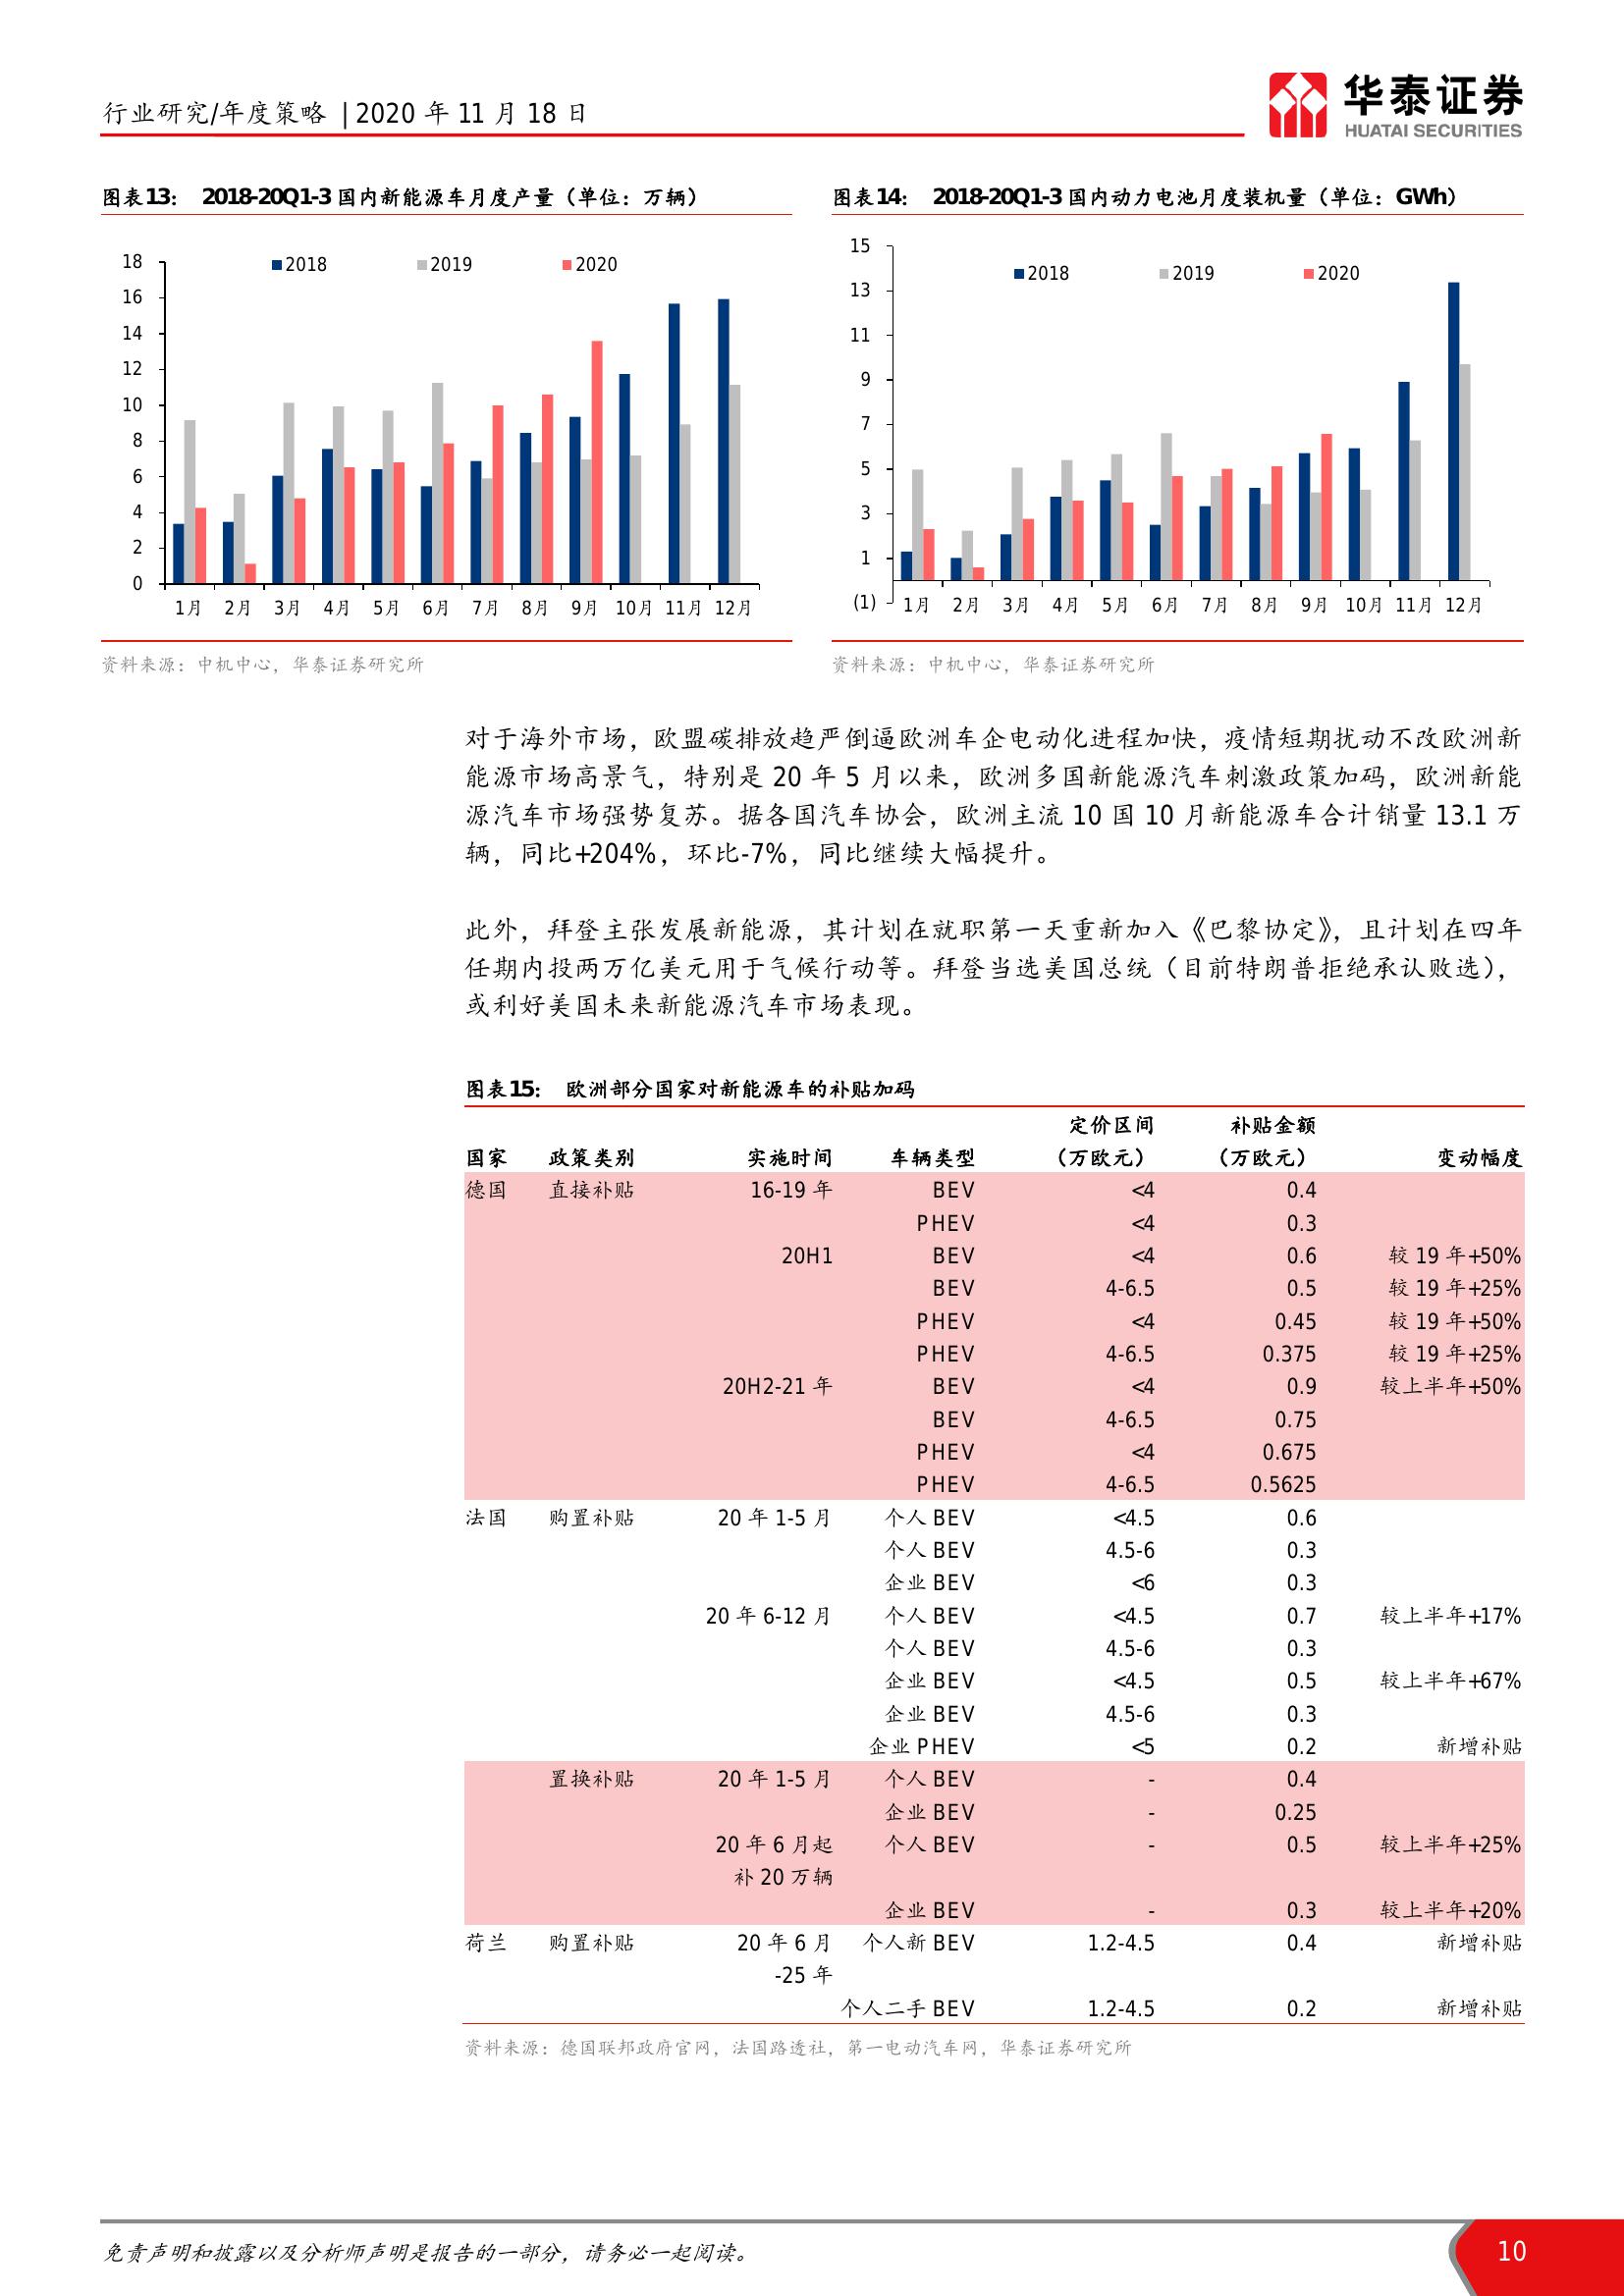 行业研究/年度策略 | 2020 年 11 月 18 日
华泰证券
HUATAI SECURITIES
图表13： 2018-20Q1-3 国内新能源车月度产量（单位：万辆）
18
16
14
12
10
8
6
4
2
0
2018 2019 2020
1月 2月 3月 4月 5月 6月 7月 8月 9月 10月 11月 12月
资料来源：中机中心，华泰证券研究所
图表14： 2018-20Q1-3 国内动力电池月度装机量（单位：GWh）
15
13
11
9
7
5
3
1
(1)
2018 2019 2020
1月 2月 3月 4月 5月 6月 7月 8月 9月 10月 11月 12月
资料来源：中机中心，华泰证券研究所
对于海外市场，欧盟碳排放趋严倒逼欧洲车企电动化进程加快，疫情短期扰动不改欧洲新
能源市场高景气，特别是 20 年 5 月以来，欧洲多国新能源汽车刺激政策加码，欧洲新能
源汽车市场强势复苏。据各国汽车协会，欧洲主流 10 国 10 月新能源车合计销量 13.1 万
辆，同比+204%，环比-7%，同比继续大幅提升。
此外，拜登主张发展新能源，其计划在就职第一天重新加入《巴黎协定》，且计划在四年
任期内投两万亿美元用于气候行动等。拜登当选美国总统（目前特朗普拒绝承认败选），
或利好美国未来新能源汽车市场表现。
图表15： 欧洲部分国家对新能源车的补贴加码
定价区间 补贴金额
国家 政策类别 实施时间 车辆类型 （万欧元） （万欧元） 变动幅度
德国 直接补贴 16-19 年 BEV <4 0.4
PHEV <4 0.3
20H1 BEV <4 0.6 较 19 年+50%
BEV 4-6.5 0.5 较 19 年+25%
PHEV <4 0.45 较 19 年+50%
PHEV 4-6.5 0.375 较 19 年+25%
20H2-21 年 BEV <4 0.9 较上半年+50%
BEV 4-6.5 0.75
PHEV <4 0.675
PHEV 4-6.5 0.5625
法国 购置补贴 20 年 1-5 月 个人 BEV <4.5 0.6
个人 BEV 4.5-6 0.3
企业 BEV <6 0.3
20 年 6-12 月 个人 BEV <4.5 0.7 较上半年+17%
个人 BEV 4.5-6 0.3
企业 BEV <4.5 0.5 较上半年+67%
企业 BEV 4.5-6 0.3
企业 PHEV <5 0.2 新增补贴
置换补贴 20 年 1-5 月 个人 BEV - 0.4
企业 BEV - 0.25
20 年 6 月起 个人 BEV - 0.5 较上半年+25%
补 20 万辆
企业 BEV - 0.3 较上半年+20%
荷兰 购置补贴 20 年 6 月 个人新 BEV 1.2-4.5 0.4 新增补贴
-25 年
个人二手 BEV 1.2-4.5 0.2 新增补贴
资料来源：德国联邦政府官网，法国路透社，第一电动汽车网，华泰证券研究所
免责声明和披露以及分析师声明是报告的一部分，请务必一起阅读。
10